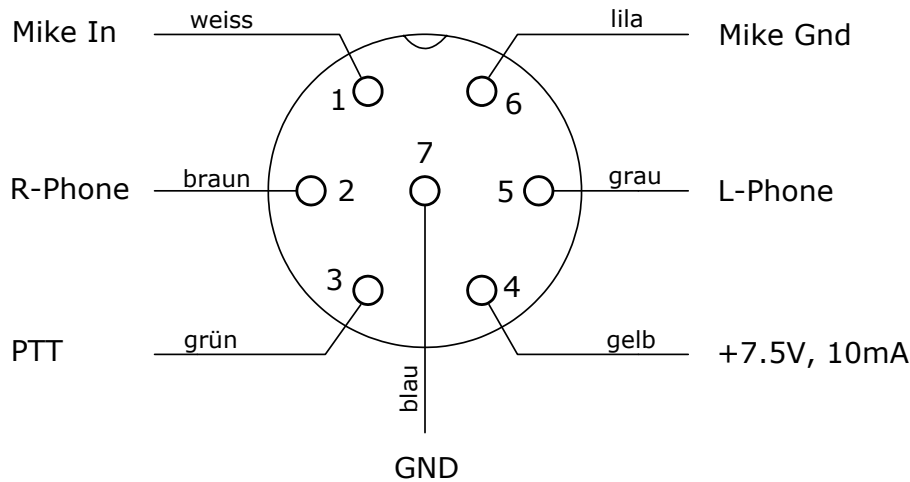 weiss
lila
Mike In
Mike Gnd
1
6
7
R-Phone
braun
2
5
grau
L-Phone
3
4
PTT
grün
gelb
+7.5V, 10mA
blau
GND